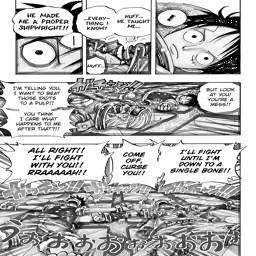 HUFF...
HE
TAUGHT
ME...
...EVERY-
THING I
KNOW!
HUFF...
HE MADE
ME A
PROPER
SHIPWRIGHT!!
BUT LOOK AT
YOU!
YOU'RE A
MESS!!
I'M TELLING YOU,
I WANT TO
BEAT THOSE
IDIOTS TO
A PULP!!
YOU THINK
I CARE WHAT
HAPPENS TO
ME AFTER
THAT?!!
I'LL FIGHT
UNTIL I'M
DOWN TO A
SINGLE BONE!!
COME
OFF,
CURSE
YOU!!
ALL RIGHT!!
I'LL FIGHT
WITH YOU!!
RRAAAAAH!!